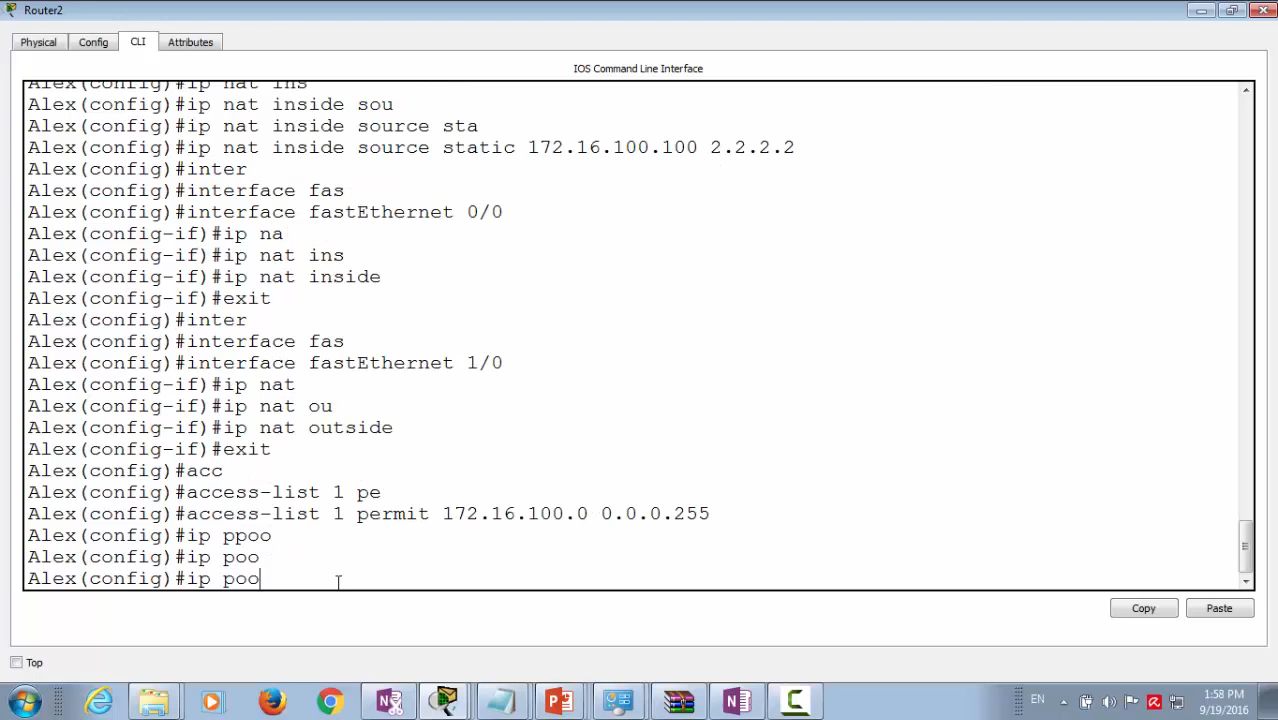 Router2
Physical Config CLI Attributes
IOS Command Line Interface
Alex(config)#ip nat ins
Alex(config)#ip nat inside sou
Alex(config)#ip nat inside source sta
Alex(config)#ip nat inside source static 172.16.100.100 2.2.2.2
Alex(config)#inter
Alex(config)#interface fas
Alex(config)#interface fastEthernet 0/0
Alex(config-if)#ip na
Alex(config-if)#ip nat ins
Alex(config-if)#ip nat inside
Alex(config-if)#exit
Alex(config)#inter
Alex(config)#interface fas
Alex(config)#interface fastEthernet 1/0
Alex(config-if)#ip nat
Alex(config-if)#ip nat ou
Alex(config-if)#ip nat outside
Alex(config-if)#exit
Alex(config)#acc
Alex(config)#access-list 1 pe
Alex(config)#access-list 1 permit 172.16.100.0 0.0.0.255
Alex(config)#ip ppoo
Alex(config)#ip poo
Alex(config)#ip poo
Copy Paste
Top
EN
1:58 PM
9/19/2016